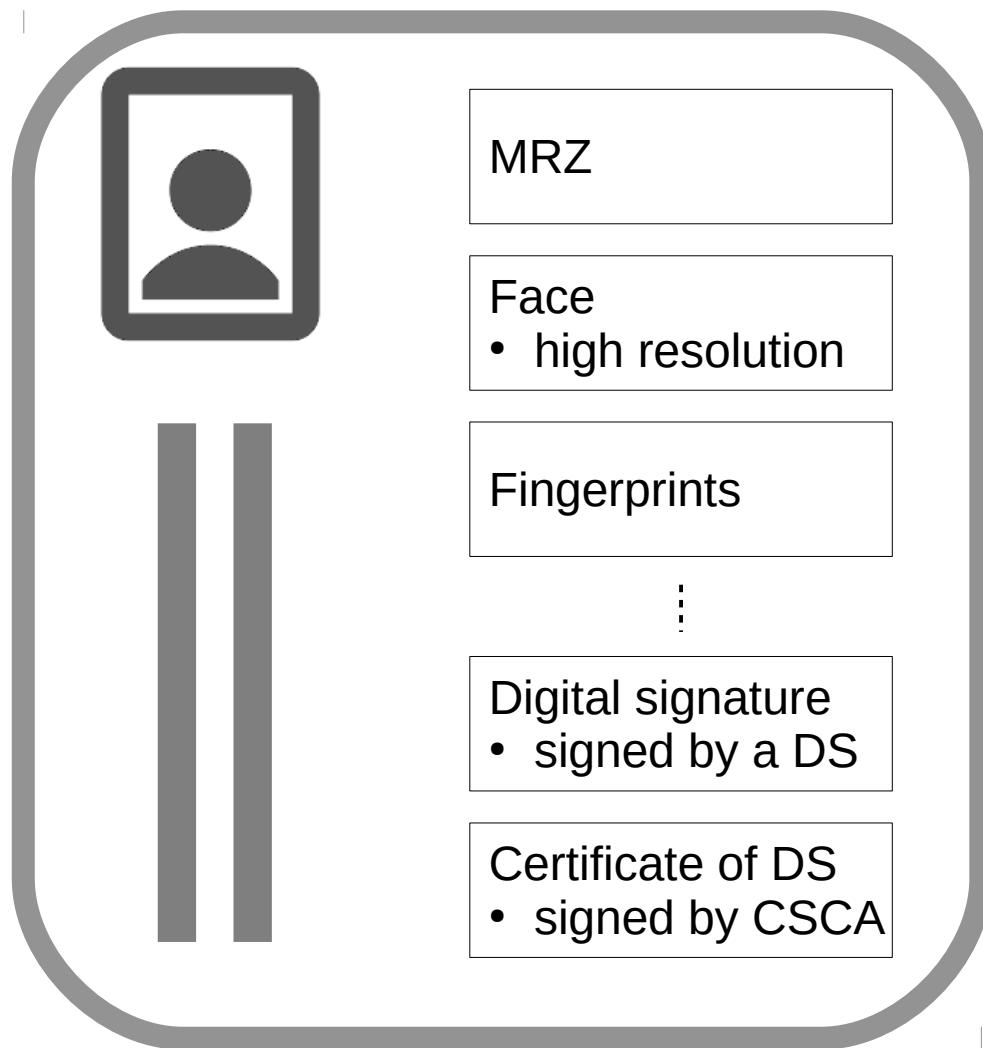 MRZ
Face
• high resolution
Fingerprints
Digital signature
• signed by a DS
Certificate of DS
• signed by CSCA